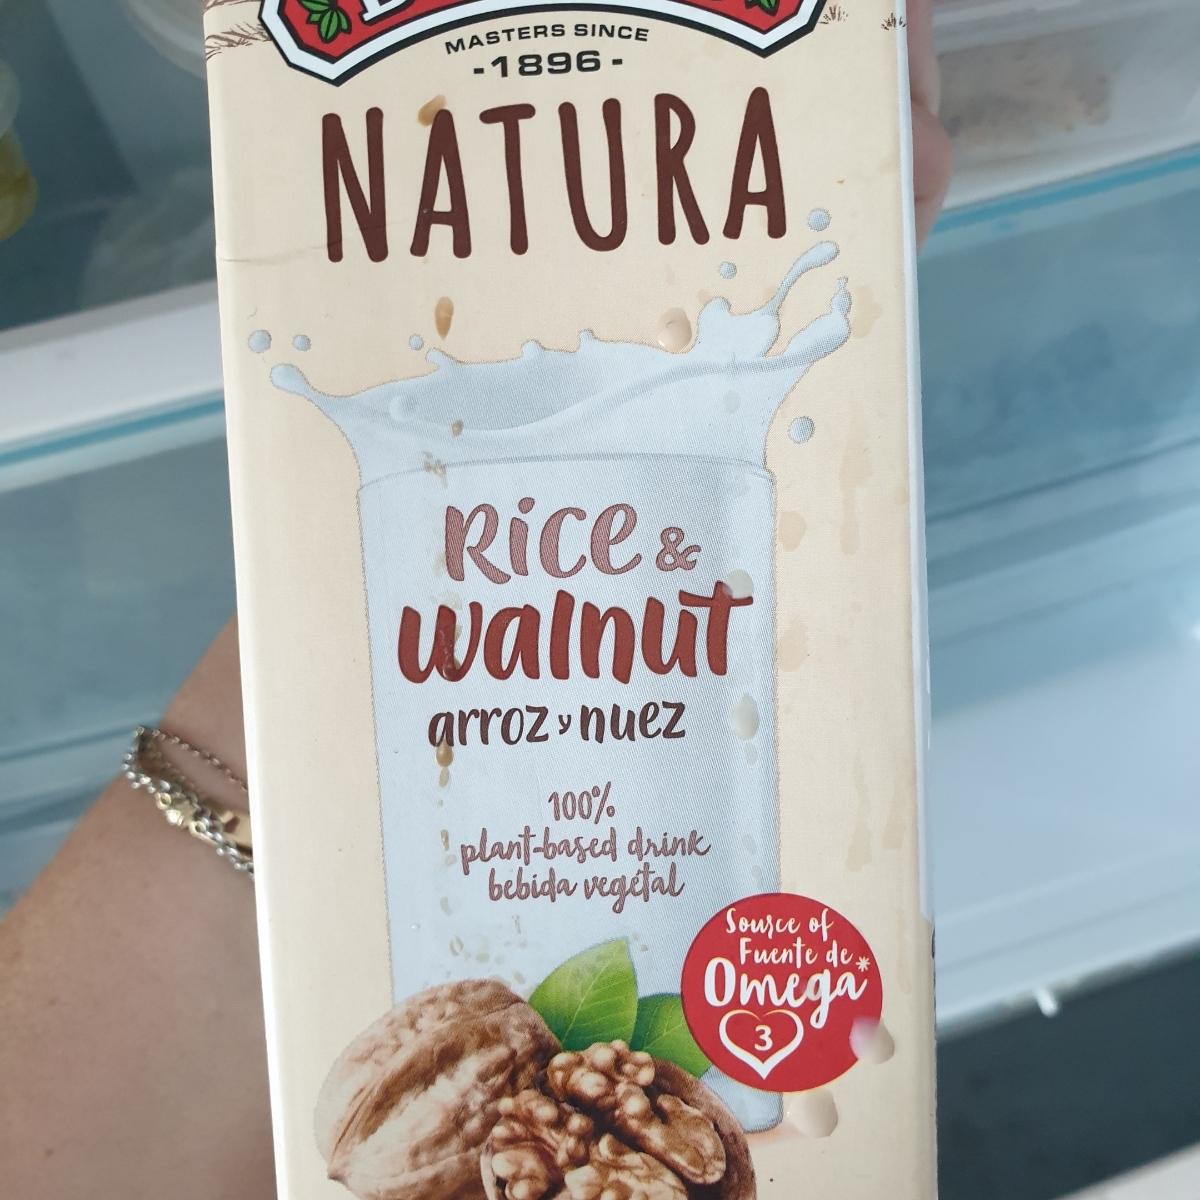 MASTERS SINCE
-1896-
NATURA
Rice &
walnut
arroz y nuez
100%
plant-based drink
bebida vegetal
Source of
Fuente de
Omega*
3